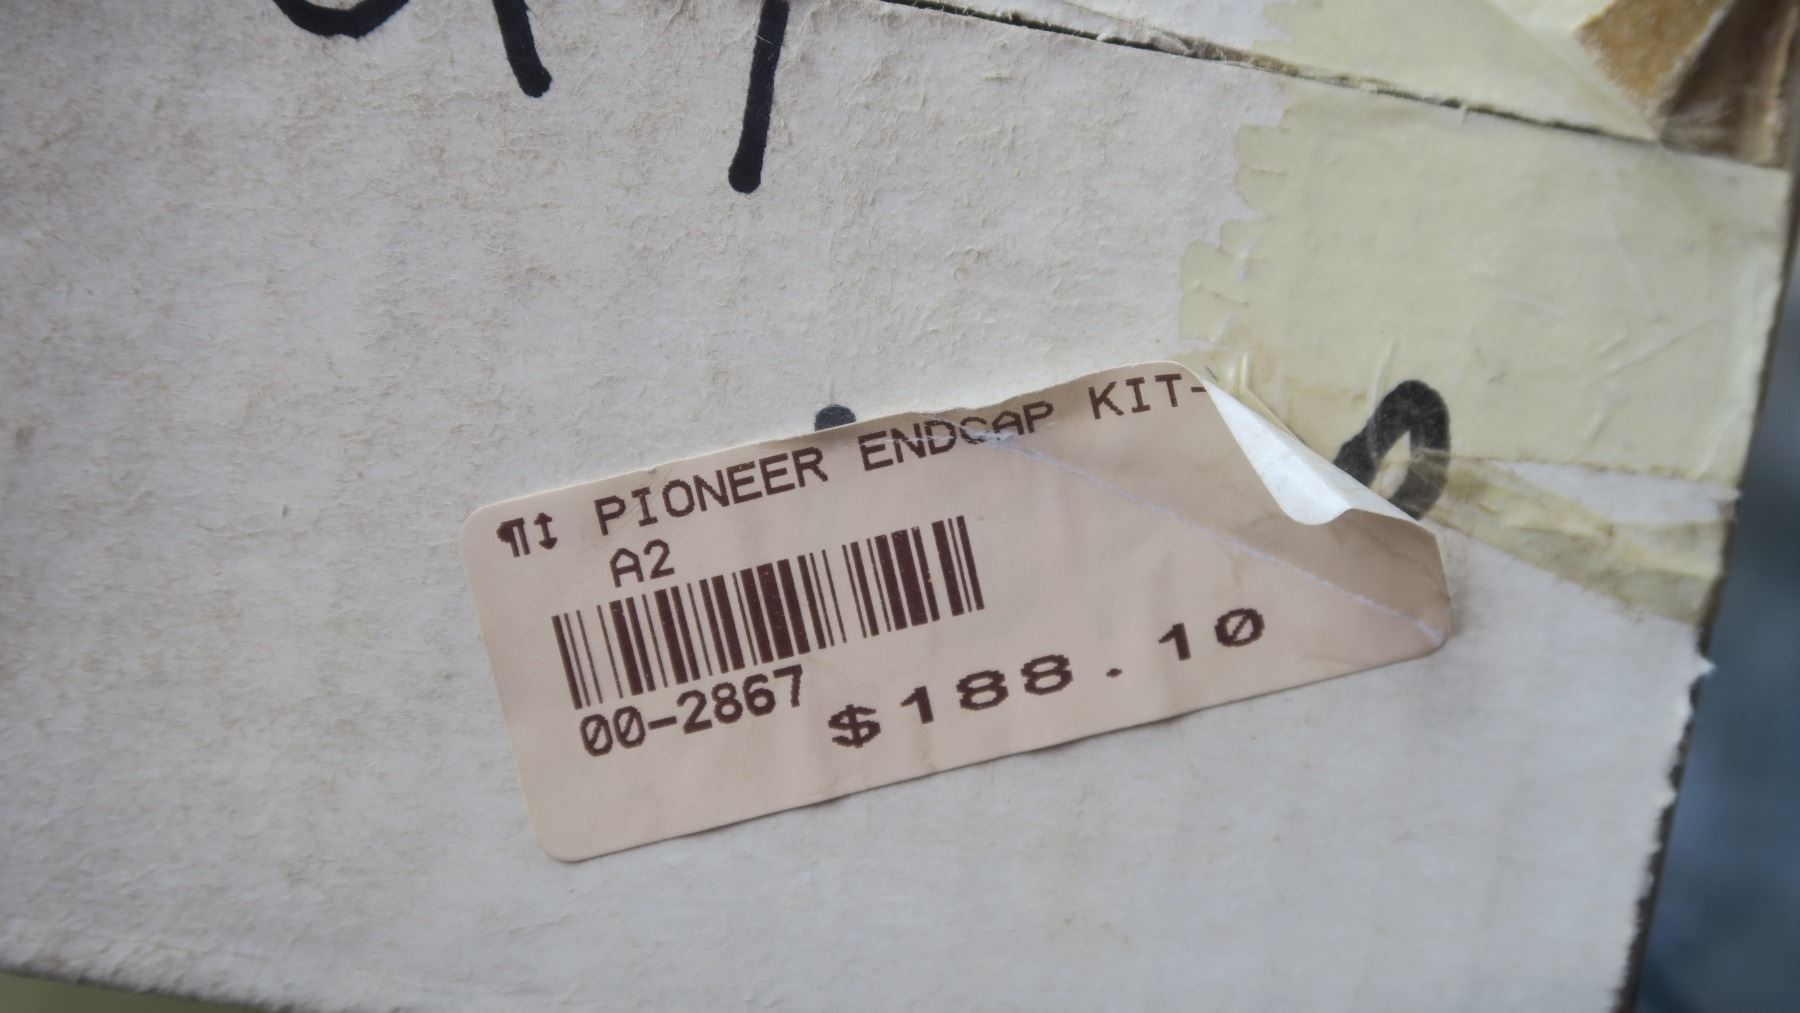 ¶↕ PIONEER ENDCAP KIT-
A2
00-2867
$188.10